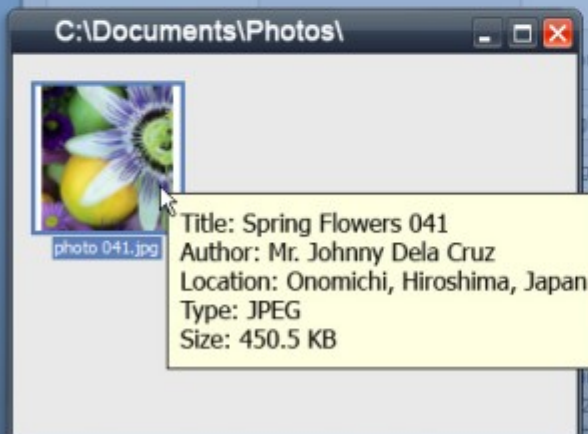 C:\Documents\Photos\
photo 041.jpg
Title: Spring Flowers 041
Author: Mr. Johnny Dela Cruz
Location: Onomichi, Hiroshima, Japan
Type: JPEG
Size: 450.5 KB